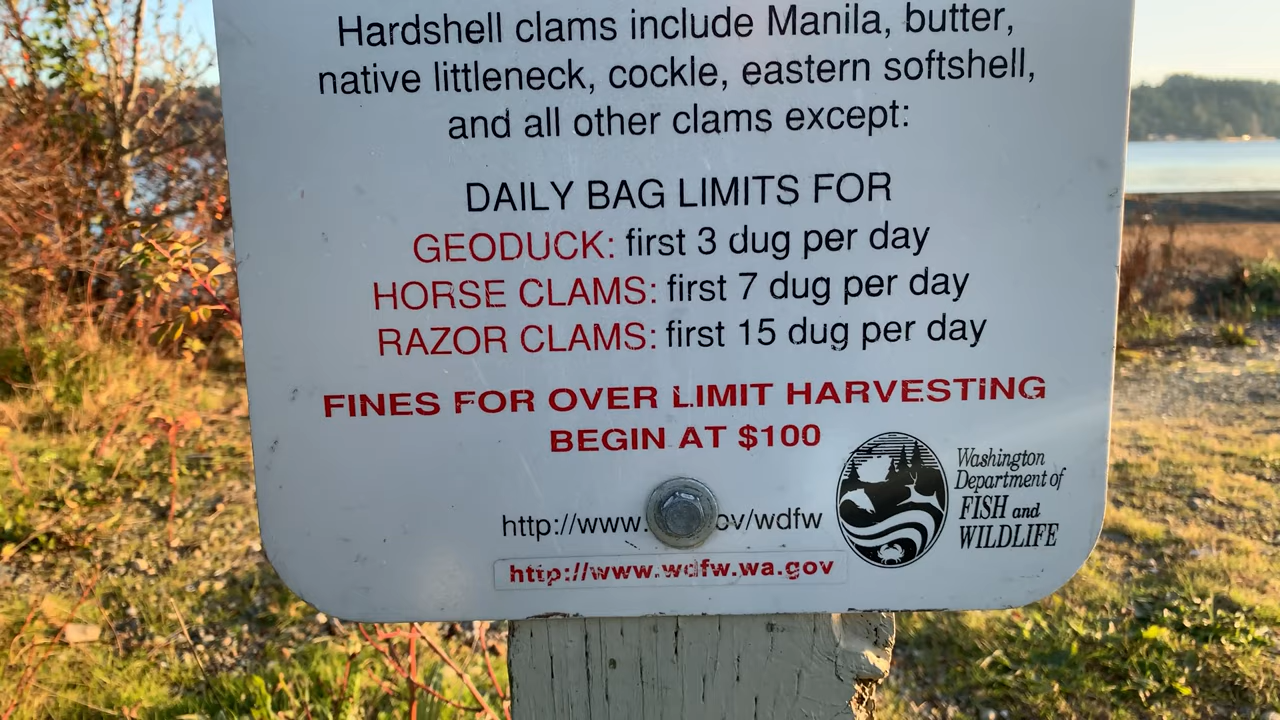 Hardshell clams include Manila, butter,
native littleneck, cockle, eastern softshell,
and all other clams except:
DAILY BAG LIMITS FOR
GEODUCK: first 3 dug per day
HORSE CLAMS: first 7 dug per day
RAZOR CLAMS: first 15 dug per day
FINES FOR OVER LIMIT HARVESTING
BEGIN AT $100
http://www. ov/wdfw
http://www.wdfw.wa.gov
Washington
Department of
FISH and
WILDLIFE